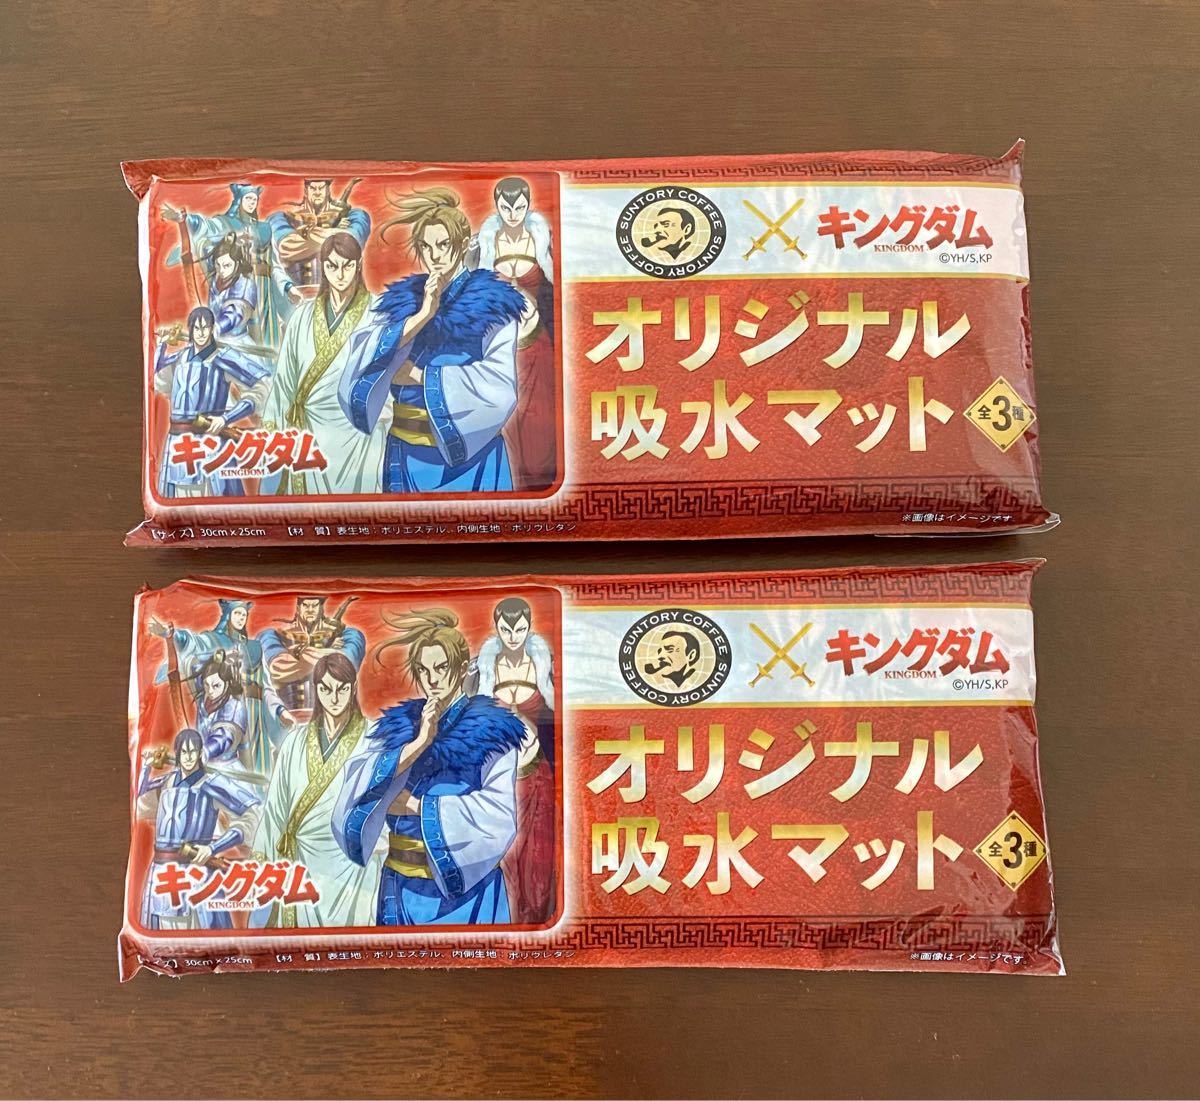 SUNTORY COFFEE SUNTORY COFFEE
キングダム
KINGDOM
©YH/S,KP
オリジナル
吸水マット
全3種
キングダム
KINGDOM
【サイズ】30cm x 25cm 【材 質】表生地：ポリエステル、内側生地：ポリウレタン
※画像はイメージです。
SUNTORY COFFEE SUNTORY COFFEE
キングダム
KINGDOM
©YH/S,KP
オリジナル
吸水マット
全3種
キングダム
KINGDOM
イズ】30cm x 25cm 【材 質】表生地：ポリエステル、内側生地：ポリウレタン
※画像はイメージです。